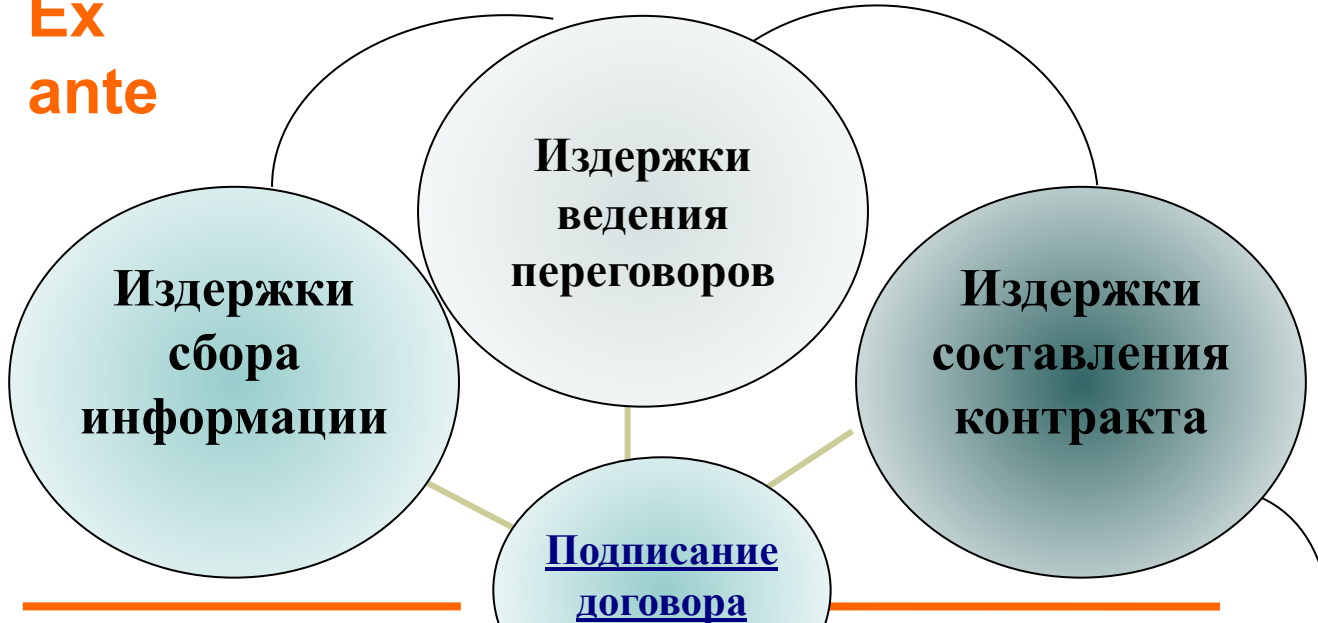 Ex
ante
Издержки
ведения
переговоров
Издержки
сбора
информации
Издержки
составления
контракта
Подписание
договора